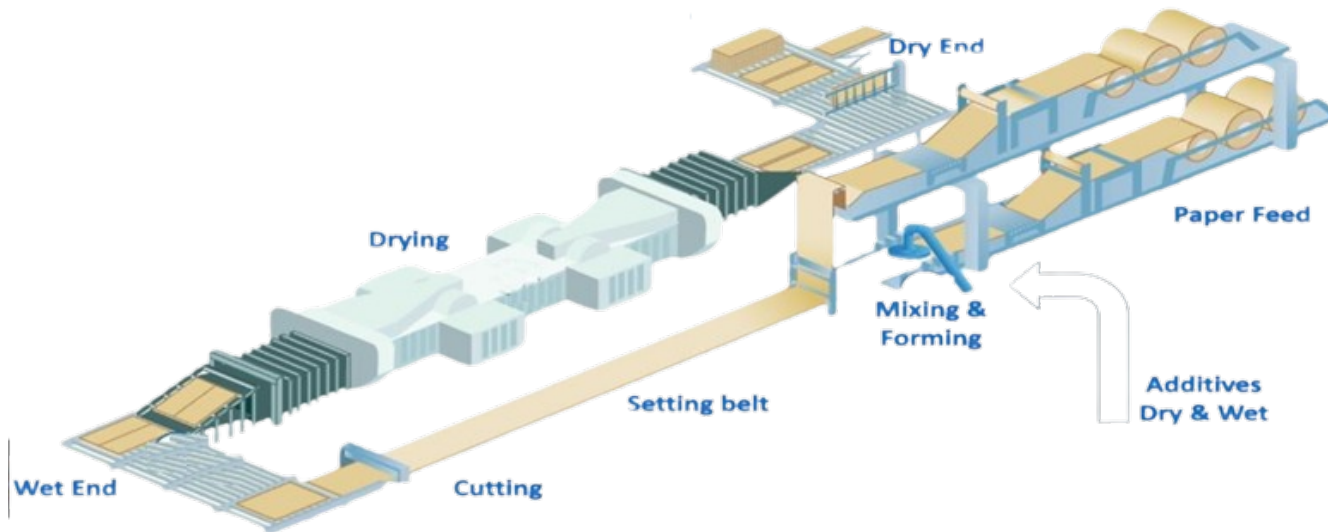 Dry End
Paper Feed
Drying
Mixing &
Forming
Additives
Dry & Wet
Setting belt
Cutting
Wet End